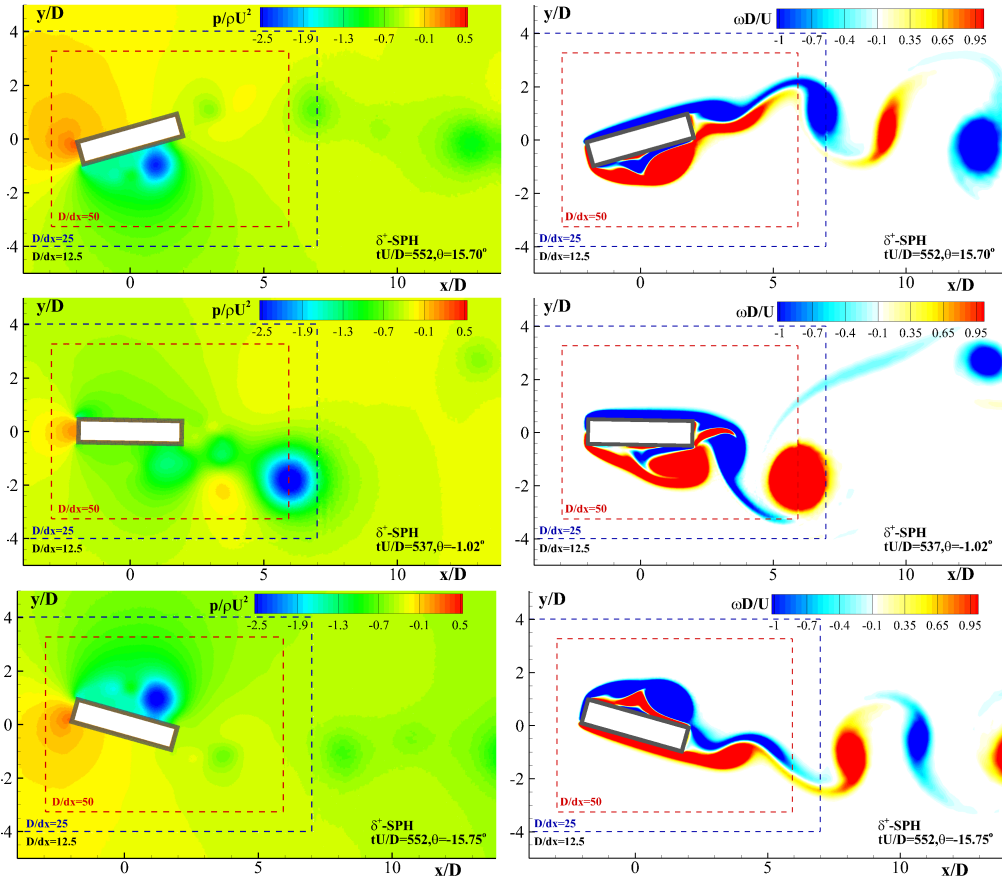 y/D p/ρU² -2.5 -1.9 -1.3 -0.7 -0.1 0.5
4
2
0
-2
-4
D/dx=50
D/dx=25
D/dx=12.5
δ⁺-SPH
tU/D=552,θ=15.70°
0 5 10
x/D
y/D ωD/U -1 -0.7 -0.4 -0.1 0.35 0.65 0.95
4
2
0
-2
-4
D/dx=50
D/dx=25
D/dx=12.5
δ⁺-SPH
tU/D=552,θ=15.70°
0 5 10
x/D
y/D p/ρU² -2.5 -1.9 -1.3 -0.7 -0.1 0.5
4
2
0
-2
-4
D/dx=50
D/dx=25
D/dx=12.5
δ⁺-SPH
tU/D=537,θ=-1.02°
0 5 10
x/D
y/D ωD/U -1 -0.7 -0.4 -0.1 0.35 0.65 0.95
4
2
0
-2
-4
D/dx=50
D/dx=25
D/dx=12.5
δ⁺-SPH
tU/D=537,θ=-1.02°
0 5 10
x/D
y/D p/ρU² -2.5 -1.9 -1.3 -0.7 -0.1 0.5
4
2
0
-2
-4
D/dx=50
D/dx=25
D/dx=12.5
δ⁺-SPH
tU/D=552,θ=-15.75°
0 5 10
x/D
y/D ωD/U -1 -0.7 -0.4 -0.1 0.35 0.65 0.95
4
2
0
-2
-4
D/dx=50
D/dx=25
D/dx=12.5
δ⁺-SPH
tU/D=552,θ=-15.75°
0 5 10
x/D